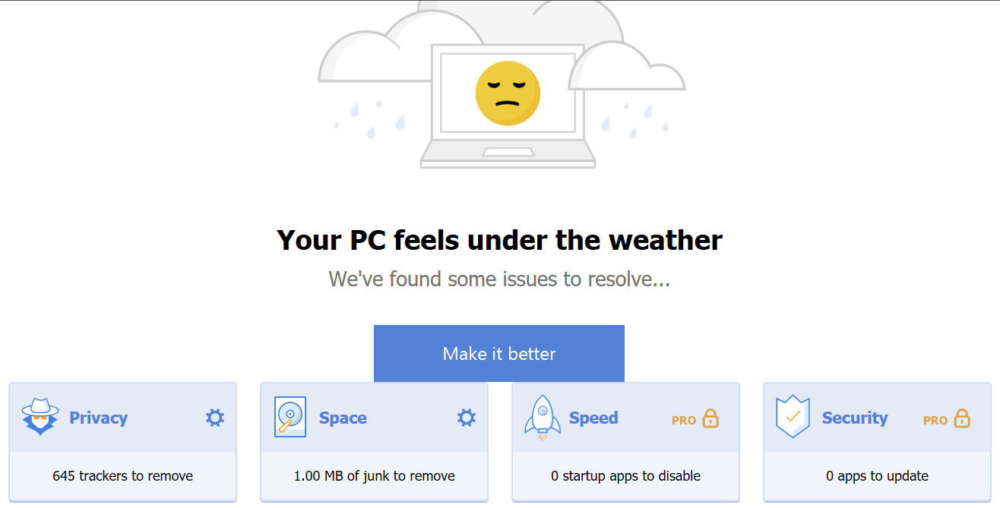 Your PC feels under the weather
We've found some issues to resolve...
Make it better
Privacy
645 trackers to remove
Space
1.00 MB of junk to remove
Speed
PRO
0 startup apps to disable
Security
PRO
0 apps to update